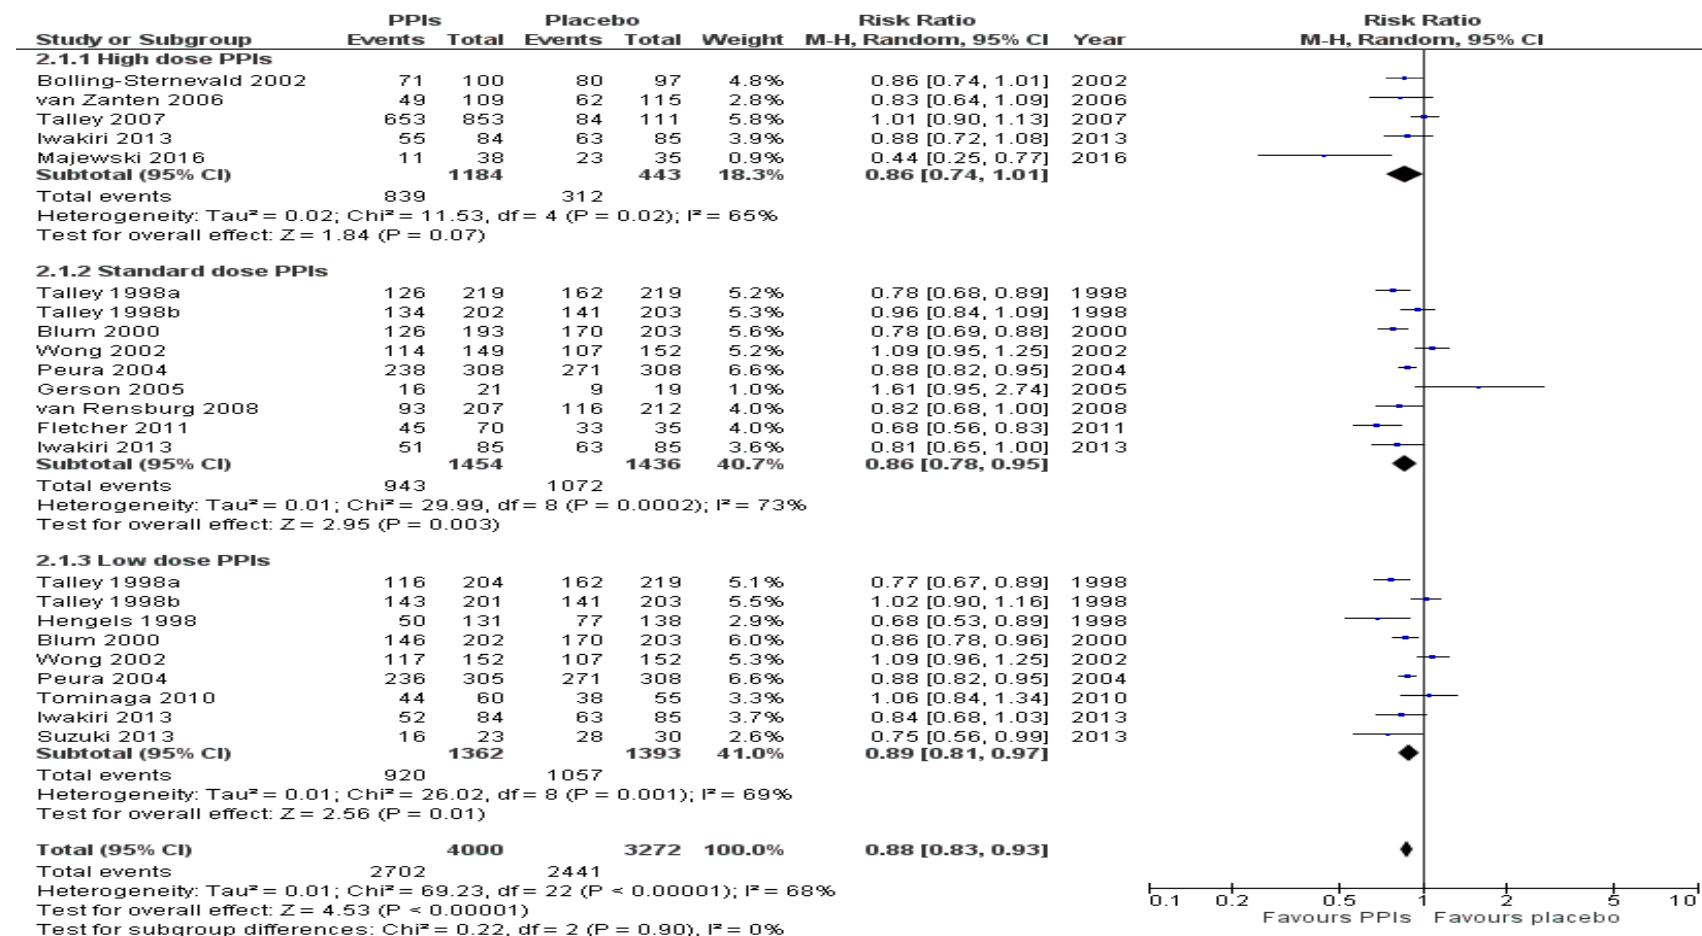 PPIs Placebo Risk Ratio Risk Ratio
Study or Subgroup Events Total Events Total Weight M-H, Random, 95% CI Year M-H, Random, 95% CI
2.1.1 High dose PPIs
Bolling-Sternevald 2002 71 100 80 97 4.8% 0.86 [0.74, 1.01] 2002
van Zanten 2006 49 109 62 115 2.8% 0.83 [0.64, 1.09] 2006
Talley 2007 653 853 84 111 5.8% 1.01 [0.90, 1.13] 2007
Iwakiri 2013 55 84 63 85 3.9% 0.88 [0.72, 1.08] 2013
Majewski 2016 11 38 23 35 0.9% 0.44 [0.25, 0.77] 2016
Subtotal (95% CI) 1184 443 18.3% 0.86 [0.74, 1.01]
Total events 839 312
Heterogeneity: Tau² = 0.02; Chi² = 11.53, df = 4 (P = 0.02); I² = 65%
Test for overall effect: Z = 1.84 (P = 0.07)
2.1.2 Standard dose PPIs
Talley 1998a 126 219 162 219 5.2% 0.78 [0.68, 0.89] 1998
Talley 1998b 134 202 141 203 5.3% 0.96 [0.84, 1.09] 1998
Blum 2000 126 193 170 203 5.6% 0.78 [0.69, 0.88] 2000
Wong 2002 114 149 107 152 5.2% 1.09 [0.95, 1.25] 2002
Peura 2004 238 308 271 308 6.6% 0.88 [0.82, 0.95] 2004
Gerson 2005 16 21 9 19 1.0% 1.61 [0.95, 2.74] 2005
van Rensburg 2008 93 207 116 212 4.0% 0.82 [0.68, 1.00] 2008
Fletcher 2011 45 70 33 35 4.0% 0.68 [0.56, 0.83] 2011
Iwakiri 2013 51 85 63 85 3.6% 0.81 [0.65, 1.00] 2013
Subtotal (95% CI) 1454 1436 40.7% 0.86 [0.78, 0.95]
Total events 943 1072
Heterogeneity: Tau² = 0.01; Chi² = 29.99, df = 8 (P = 0.0002); I² = 73%
Test for overall effect: Z = 2.95 (P = 0.003)
2.1.3 Low dose PPIs
Talley 1998a 116 204 162 219 5.1% 0.77 [0.67, 0.89] 1998
Talley 1998b 143 201 141 203 5.5% 1.02 [0.90, 1.16] 1998
Hengels 1998 50 131 77 138 2.9% 0.68 [0.53, 0.89] 1998
Blum 2000 146 202 170 203 6.0% 0.86 [0.78, 0.96] 2000
Wong 2002 117 152 107 152 5.3% 1.09 [0.96, 1.25] 2002
Peura 2004 236 305 271 308 6.6% 0.88 [0.82, 0.95] 2004
Tominaga 2010 44 60 38 55 3.3% 1.06 [0.84, 1.34] 2010
Iwakiri 2013 52 84 63 85 3.7% 0.84 [0.68, 1.03] 2013
Suzuki 2013 16 23 28 30 2.6% 0.75 [0.56, 0.99] 2013
Subtotal (95% CI) 1362 1393 41.0% 0.89 [0.81, 0.97]
Total events 920 1057
Heterogeneity: Tau² = 0.01; Chi² = 26.02, df = 8 (P = 0.001); I² = 69%
Test for overall effect: Z = 2.56 (P = 0.01)
Total (95% CI) 4000 3272 100.0% 0.88 [0.83, 0.93]
Total events 2702 2441
Heterogeneity: Tau² = 0.01; Chi² = 69.23, df = 22 (P < 0.00001); I² = 68%
Test for overall effect: Z = 4.53 (P < 0.00001)
Test for subgroup differences: Chi² = 0.22, df = 2 (P = 0.90), I² = 0%
0.1 0.2 0.5 1 2 5 10
Favours PPIs Favours placebo